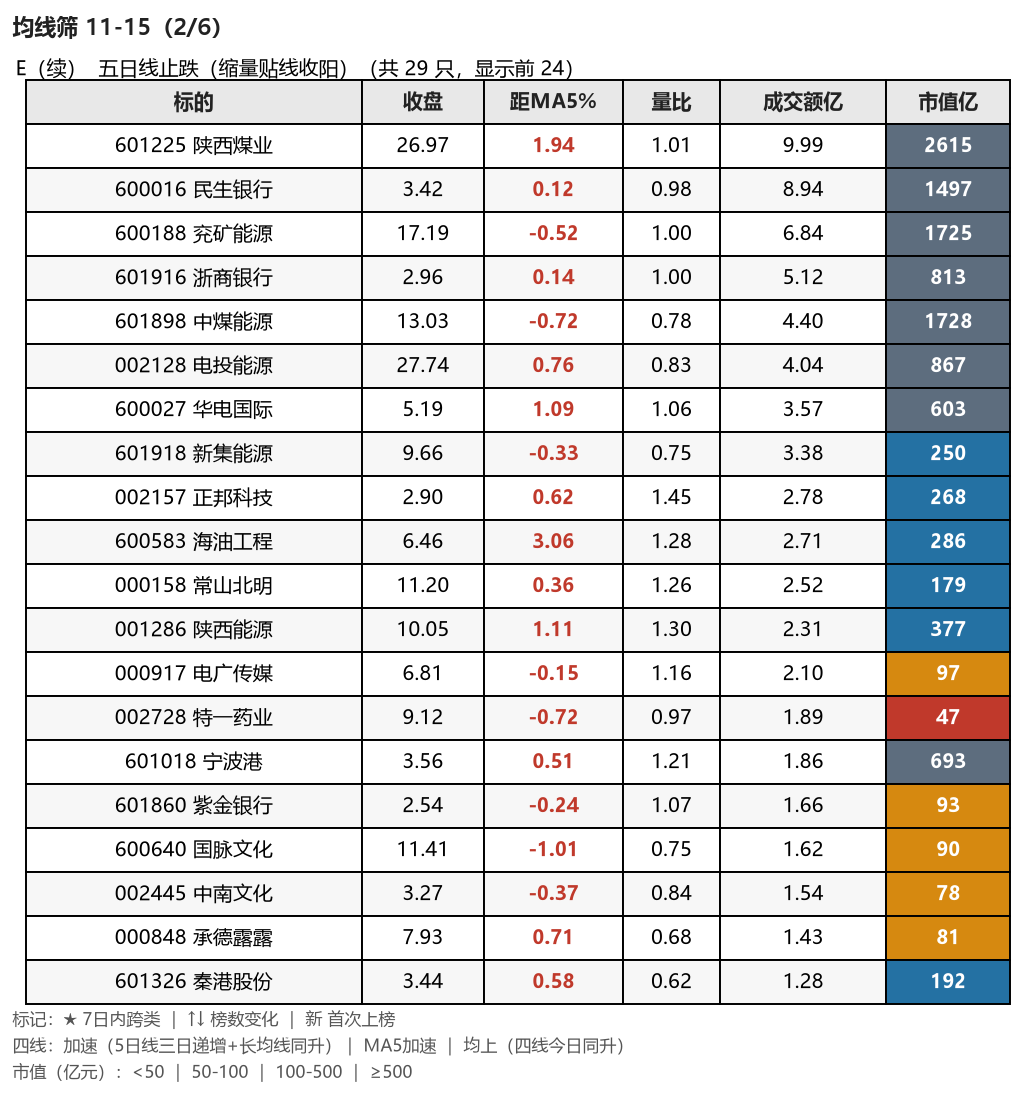 均线筛 11-15（2/6）
E（续） 五日线止跌（缩量贴线收阳）（共 29 只，显示前 24）
标的 收盘 距MA5% 量比 成交额亿 市值亿
601225 陕西煤业 26.97 1.94 1.01 9.99 2615
600016 民生银行 3.42 0.12 0.98 8.94 1497
600188 兖矿能源 17.19 -0.52 1.00 6.84 1725
601916 浙商银行 2.96 0.14 1.00 5.12 813
601898 中煤能源 13.03 -0.72 0.78 4.40 1728
002128 电投能源 27.74 0.76 0.83 4.04 867
600027 华电国际 5.19 1.09 1.06 3.57 603
601918 新集能源 9.66 -0.33 0.75 3.38 250
002157 正邦科技 2.90 0.62 1.45 2.78 268
600583 海油工程 6.46 3.06 1.28 2.71 286
000158 常山北明 11.20 0.36 1.26 2.52 179
001286 陕西能源 10.05 1.11 1.30 2.31 377
000917 电广传媒 6.81 -0.15 1.16 2.10 97
002728 特一药业 9.12 -0.72 0.97 1.89 47
601018 宁波港 3.56 0.51 1.21 1.86 693
601860 紫金银行 2.54 -0.24 1.07 1.66 93
600640 国脉文化 11.41 -1.01 0.75 1.62 90
002445 中南文化 3.27 -0.37 0.84 1.54 78
000848 承德露露 7.93 0.71 0.68 1.43 81
601326 秦港股份 3.44 0.58 0.62 1.28 192
标记：★ 7日内跨类 ｜ ↑↓ 榜数变化 ｜ 新 首次上榜
四线：加速（5日线三日递增+长均线同升）｜ MA5加速 ｜ 均上（四线今日同升）
市值（亿元）：<50 ｜ 50-100 ｜ 100-500 ｜ ≥500